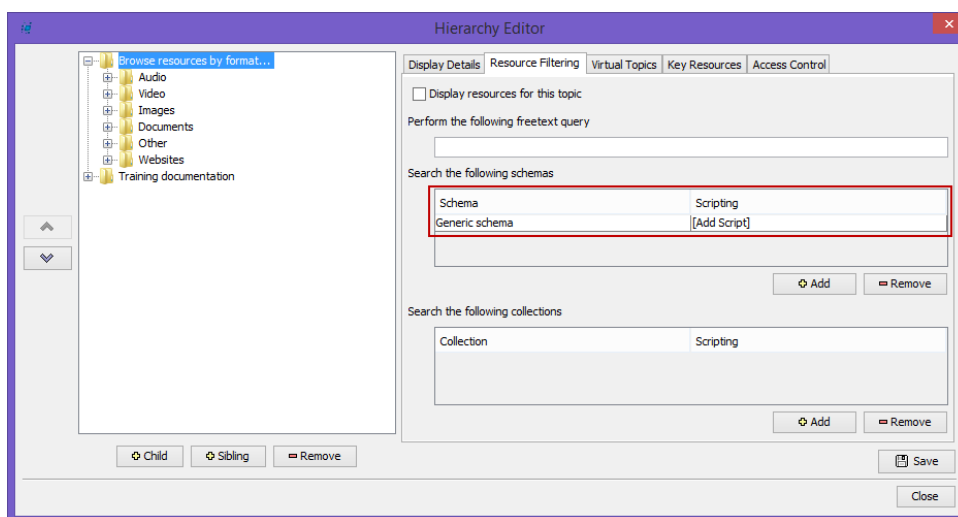 Hierarchy Editor
Browse resources by format...
Audio
Video
Images
Documents
Other
Websites
Training documentation
Child
Sibling
Remove
Display Details Resource Filtering Virtual Topics Key Resources Access Control
Display resources for this topic
Perform the following freetext query
Search the following schemas
Schema Scripting
Generic schema [Add Script]
Add Remove
Search the following collections
Collection Scripting
Add Remove
Save
Close